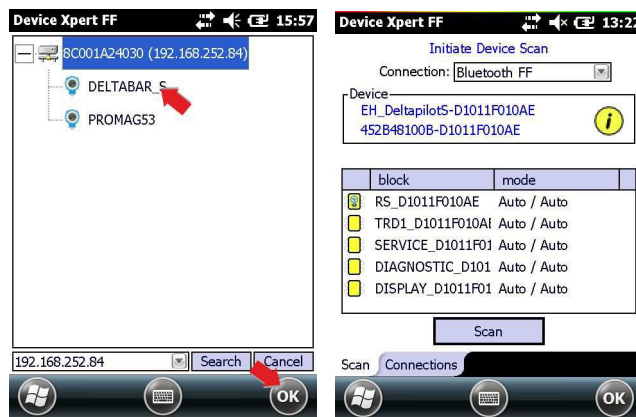 Device Xpert FF 15:57
8C001A24030 (192.168.252.84)
DELTABAR_S
PROMAG53
192.168.252.84 Search Cancel
OK
Device Xpert FF 13:22
Initiate Device Scan
Connection: Bluetooth FF
Device
EH_DeltapilotS-D1011F010AE
452B48100B-D1011F010AE
i
block mode
RS_D1011F010AE Auto / Auto
TRD1_D1011F010AE Auto / Auto
SERVICE_D1011F01 Auto / Auto
DIAGNOSTIC_D101 Auto / Auto
DISPLAY_D1011F01 Auto / Auto
Scan
Scan Connections
OK